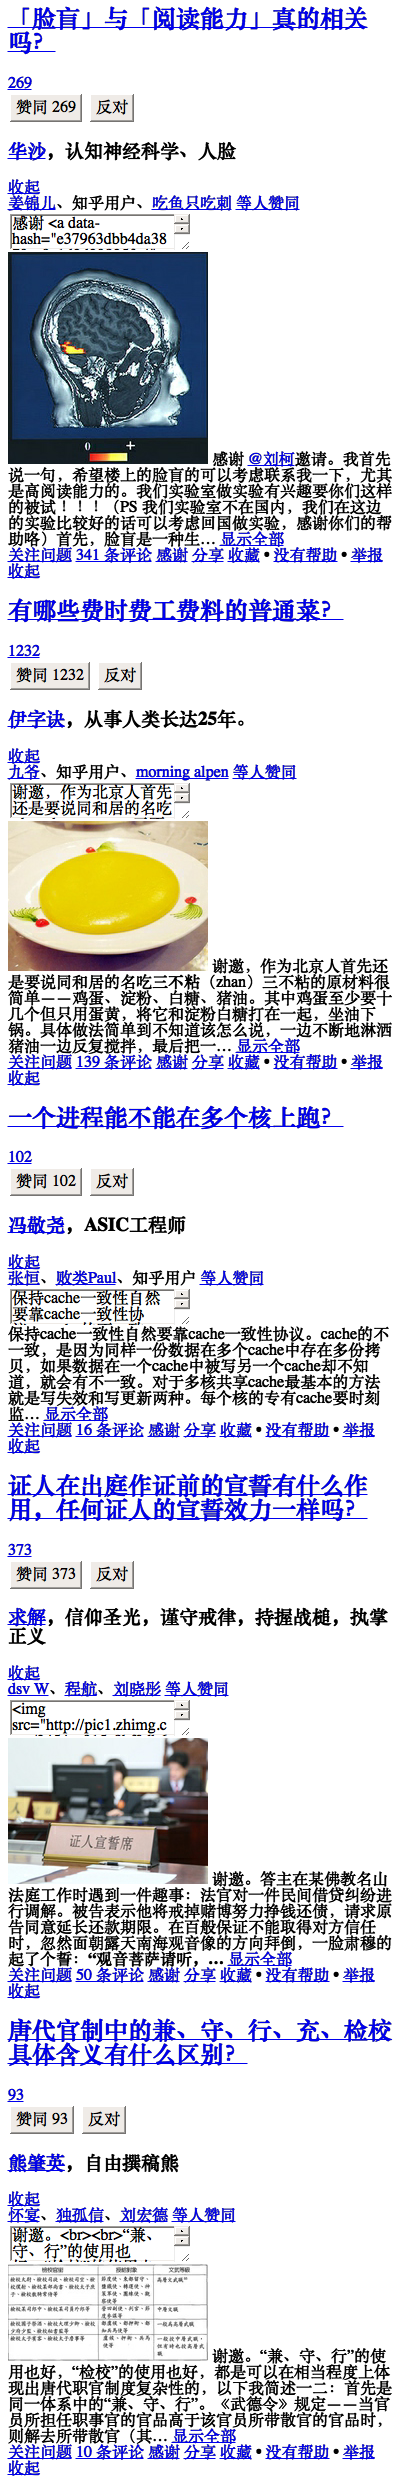 「脸盲」与「阅读能力」真的相关
吗？
269
赞同 269 反对
华沙，认知神经科学、人脸
收起
姜锦儿、知乎用户、吃鱼只吃刺 等人赞同
感谢 <a data-
hash="e37963dbb4da38
0 +
感谢 @刘柯邀请。我首先
说一句，希望楼上的脸盲的可以考虑联系我一下，尤其
是高阅读能力的。我们实验室做实验有兴趣要你们这样
的被试！！！（PS 我们实验室不在国内，我们在这边
的实验比较好的话可以考虑回国做实验，感谢你们的帮
助咯）首先，脸盲是一种生... 显示全部
关注问题 341 条评论 感谢 分享 收藏 • 没有帮助 • 举报
收起
有哪些费时费工费料的普通菜？
1232
赞同 1232 反对
伊字诀，从事人类长达25年。
收起
九爷、知乎用户、morning alpen 等人赞同
谢邀，作为北京人首先
还是要说同和居的名吃
谢邀，作为北京人首先还
是要说同和居的名吃三不粘（zhan）三不粘的原材料很
简单——鸡蛋、淀粉、白糖、猪油。其中鸡蛋至少要十
几个但只用蛋黄，将它和淀粉白糖打在一起，坐油下
锅。具体做法简单到不知道该怎么说，一边不断地淋洒
猪油一边反复搅拌，最后把一... 显示全部
关注问题 139 条评论 感谢 分享 收藏 • 没有帮助 • 举报
收起
一个进程能不能在多个核上跑？
102
赞同 102 反对
冯敬尧，ASIC工程师
收起
张恒、败类Paul、知乎用户 等人赞同
保持cache一致性自然
要靠cache一致性协
保持cache一致性自然要靠cache一致性协议。cache的不
一致，是因为同样一份数据在多个cache中存在多份拷
贝，如果数据在一个cache中被写另一个cache却不知
道，就会有不一致。对于多核共享cache最基本的方法
就是写失效和写更新两种。每个核的专有cache要时刻
监... 显示全部
关注问题 16 条评论 感谢 分享 收藏 • 没有帮助 • 举报
收起
证人在出庭作证前的宣誓有什么作
用，任何证人的宣誓效力一样吗？
373
赞同 373 反对
求解，信仰圣光，谨守戒律，持握战槌，执掌
正义
收起
dsv W、程航、刘晓彤 等人赞同
<img
src="http://pic1.zhimg.c
证人宣誓席
谢邀。答主在某佛教名山
法庭工作时遇到一件趣事：法官对一件民间借贷纠纷进
行调解。被告表示他将戒掉赌博努力挣钱还债，请求原
告同意延长还款期限。在百般保证不能取得对方信任
时，忽然面朝露天南海观音像的方向拜倒，一脸肃穆的
起了个誓：“观音菩萨请听，... 显示全部
关注问题 50 条评论 感谢 分享 收藏 • 没有帮助 • 举报
收起
唐代官制中的兼、守、行、充、检校
具体含义有什么区别？
93
赞同 93 反对
熊肇英，自由撰稿熊
收起
怀宴、独孤信、刘宏德 等人赞同
谢邀。<br><br>“兼、
守、行”的使用也
谢邀。“兼、守、行”的使
用也好，“检校”的使用也好，都是可以在相当程度上体
现出唐代职官制度复杂性的，以下我简述一二：首先是
同一体系中的“兼、守、行”。《武德令》规定——当官
员所担任职事官的官品高于该官员所带散官的官品时，
则解去所带散官（其... 显示全部
关注问题 10 条评论 感谢 分享 收藏 • 没有帮助 • 举报
收起